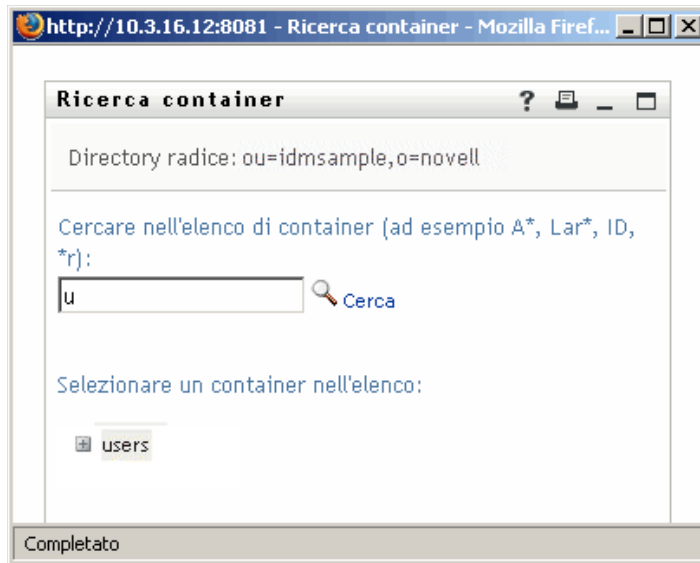 http://10.3.16.12:8081 - Ricerca container - Mozilla Firef...
Ricerca container
Directory radice: ou=idmsample,o=novell
Cercare nell'elenco di container (ad esempio A*, Lar*, ID,
*r):
u
Cerca
Selezionare un container nell'elenco:
users
Completato